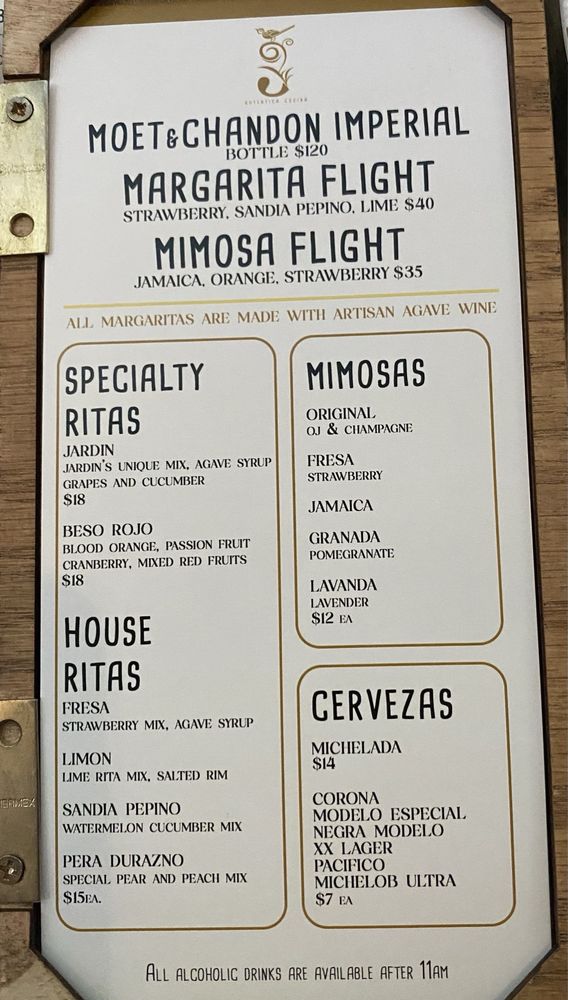 AUTENTICA COCINA
MOET & CHANDON IMPERIAL
BOTTLE $120
MARGARITA FLIGHT
STRAWBERRY, SANDIA PEPINO, LIME $40
MIMOSA FLIGHT
JAMAICA, ORANGE, STRAWBERRY $35
ALL MARGARITAS ARE MADE WITH ARTISAN AGAVE WINE
SPECIALTY
RITAS
JARDIN
JARDIN'S UNIQUE MIX, AGAVE SYRUP
GRAPES AND CUCUMBER
$18
BESO ROJO
BLOOD ORANGE, PASSION FRUIT
CRANBERRY, MIXED RED FRUITS
$18
HOUSE
RITAS
FRESA
STRAWBERRY MIX, AGAVE SYRUP
LIMON
LIME RITA MIX, SALTED RIM
SANDIA PEPINO
WATERMELON CUCUMBER MIX
PERA DURAZNO
SPECIAL PEAR AND PEACH MIX
$15EA.
MIMOSAS
ORIGINAL
OJ & CHAMPAGNE
FRESA
STRAWBERRY
JAMAICA
GRANADA
POMEGRANATE
LAVANDA
LAVENDER
$12 EA
CERVEZAS
MICHELADA
$14
CORONA
MODELO ESPECIAL
NEGRA MODELO
XX LAGER
PACIFICO
MICHELOB ULTRA
$7 EA
ALL ALCOHOLIC DRINKS ARE AVAILABLE AFTER 11AM